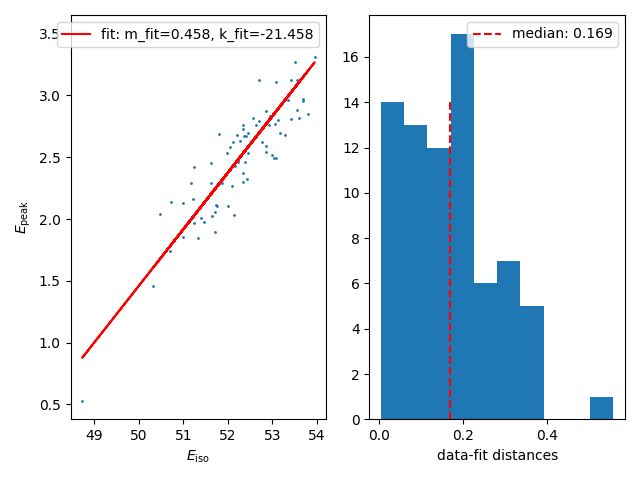 fit: m_fit=0.458, k_fit=-21.458
3.5
3.0
2.5
2.0
1.5
1.0
0.5
E_peak
49 50 51 52 53 54
E_iso
median: 0.169
16
14
12
10
8
6
4
2
0
0.0 0.2 0.4
data-fit distances